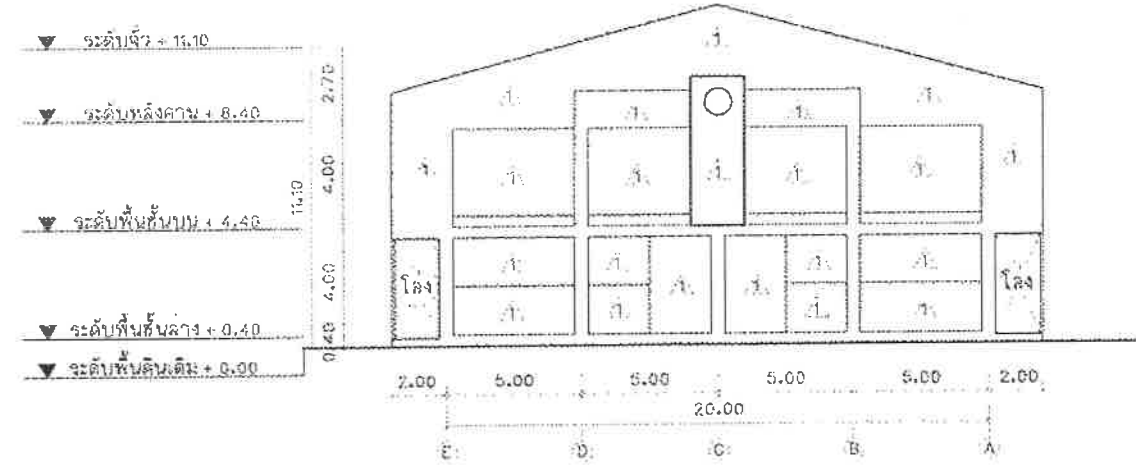 ระดับจั่ว + 11.10
ระดับหลังคาน + 8.40
ระดับพื้นชั้นบน + 4.40
ระดับพื้นชั้นล่าง + 0.40
ระดับพื้นดินเดิม + 0.00
2.70
4.00
11.10
4.00
0.40
โล่ง
โล่ง
2.00 5.00 5.00 5.00 5.00 2.00
20.00
E D C B A